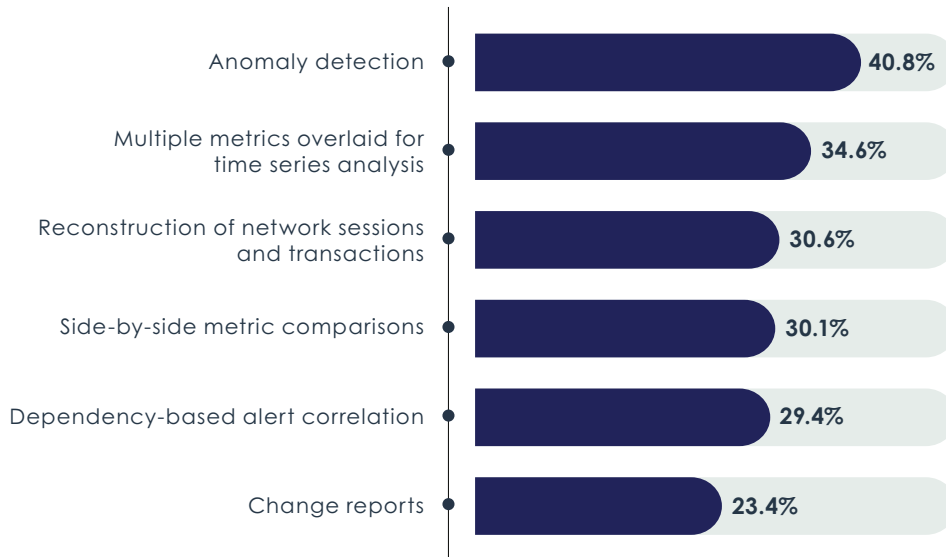 Anomaly detection
40.8%
Multiple metrics overlaid for
time series analysis
34.6%
Reconstruction of network sessions
and transactions
30.6%
Side-by-side metric comparisons
30.1%
Dependency-based alert correlation
29.4%
Change reports
23.4%